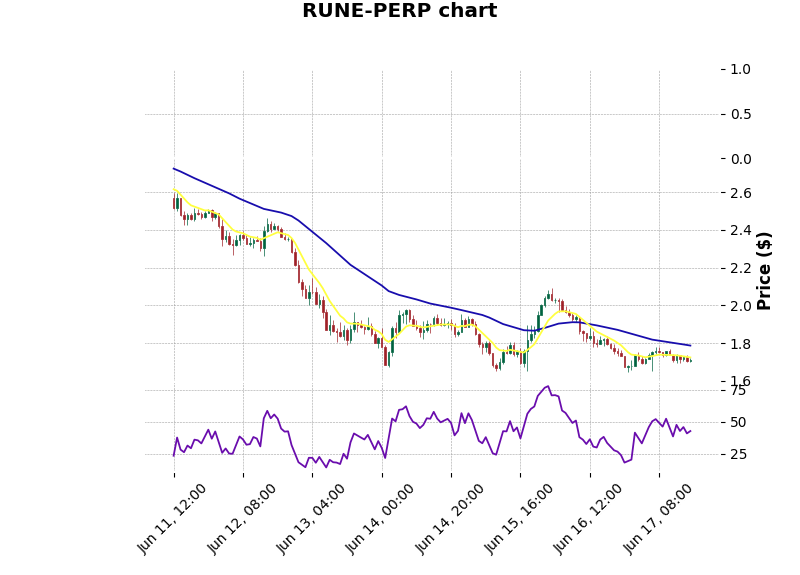 RUNE-PERP chart
1.0
0.5
0.0
2.6
2.4
2.2
2.0
1.8
1.6
75
50
25
Price ($)
Jun 11, 12:00
Jun 12, 08:00
Jun 13, 04:00
Jun 14, 00:00
Jun 14, 20:00
Jun 15, 16:00
Jun 16, 12:00
Jun 17, 08:00